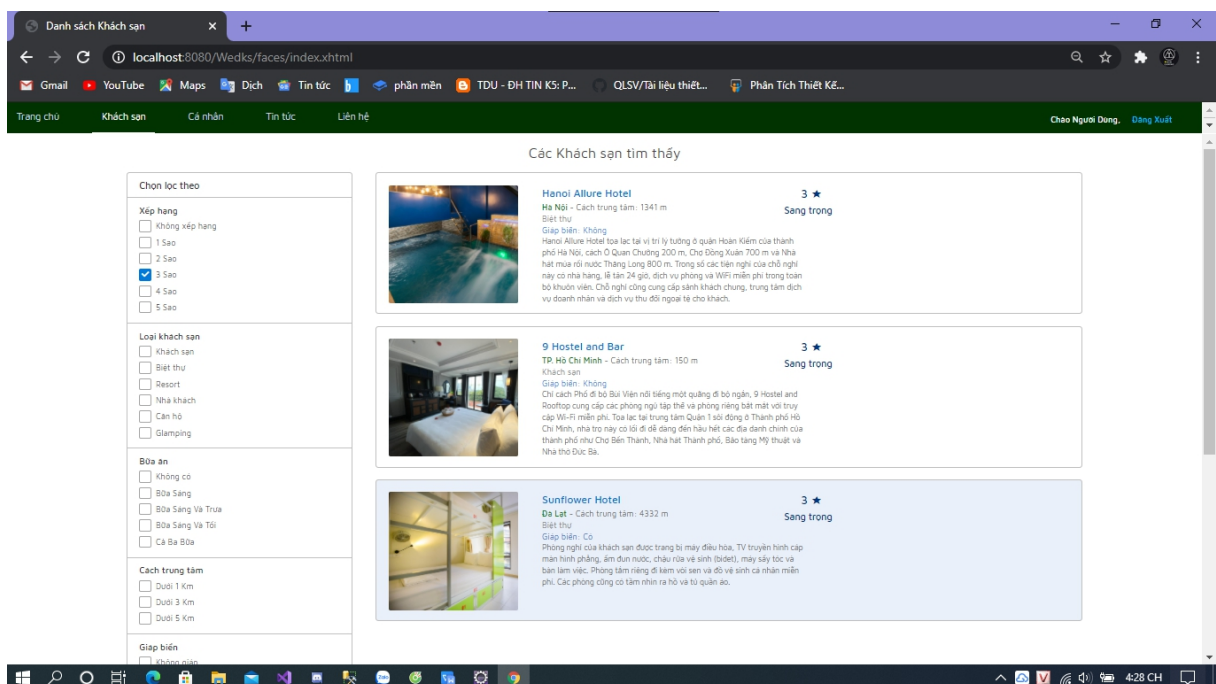 Danh sách Khách sạn
localhost:8080/Wedks/faces/index.xhtml
Gmail YouTube Maps Dịch Tin tức phần mền TDU - ĐH TIN K5: P... QLSV/Tài liệu thiết... Phân Tích Thiết Kế...
Trang chủ Khách sạn Cá nhân Tin tức Liên hệ Chào Người Dùng, Đăng Xuất
Các Khách sạn tìm thấy
Chọn lọc theo
Xếp hạng
Không xếp hạng
1 Sao
2 Sao
3 Sao
4 Sao
5 Sao
Loại khách sạn
Khách sạn
Biệt thự
Resort
Nhà khách
Căn hộ
Glamping
Bữa ăn
Không có
Bữa Sáng
Bữa Sáng Và Trưa
Bữa Sáng Và Tối
Cả Ba Bữa
Cách trung tâm
Dưới 1 Km
Dưới 3 Km
Dưới 5 Km
Giáp biển
Không giáp
Hanoi Allure Hotel
3 ★
Hà Nội - Cách trung tâm: 1341 m
Sang trọng
Biệt thự
Giáp biển: Không
Hanoi Allure Hotel tọa lạc tại vị trí lý tưởng ở quận Hoàn Kiếm của thành
phố Hà Nội, cách Ô Quan Chưởng 200 m, Chợ Đồng Xuân 700 m và Nhà
hát múa rối nước Thăng Long 800 m. Trong số các tiện nghi của chỗ nghỉ
này có nhà hàng, lễ tân 24 giờ, dịch vụ phòng và WiFi miễn phí trong toàn
bộ khuôn viên. Chỗ nghỉ cũng cung cấp sảnh khách chung, trung tâm dịch
vụ doanh nhân và dịch vụ thu đổi ngoại tệ cho khách.
9 Hostel and Bar
3 ★
TP. Hồ Chí Minh - Cách trung tâm: 150 m
Sang trọng
Khách sạn
Giáp biển: Không
Chỉ cách Phố đi bộ Bùi Viện nổi tiếng một quãng đi bộ ngắn, 9 Hostel and
Rooftop cung cấp các phòng ngủ tập thể và phòng riêng bắt mắt với truy
cập Wi-Fi miễn phí. Tọa lạc tại trung tâm Quận 1 sôi động ở Thành phố Hồ
Chí Minh, nhà trọ này có lối đi dễ dàng đến hầu hết các địa danh chính của
thành phố như Chợ Bến Thành, Nhà hát Thành phố, Bảo tàng Mỹ thuật và
Nhà thờ Đức Bà.
Sunflower Hotel
3 ★
Đà Lạt - Cách trung tâm: 4332 m
Sang trọng
Biệt thự
Giáp biển: Có
Phòng nghỉ của khách sạn được trang bị máy điều hòa, TV truyền hình cáp
màn hình phẳng, ấm đun nước, chậu rửa vệ sinh (bidet), máy sấy tóc và
bàn làm việc. Phòng tắm riêng đi kèm vòi sen và đồ vệ sinh cá nhân miễn
phí. Các phòng cũng có tầm nhìn ra hồ và tủ quần áo.
4:28 CH